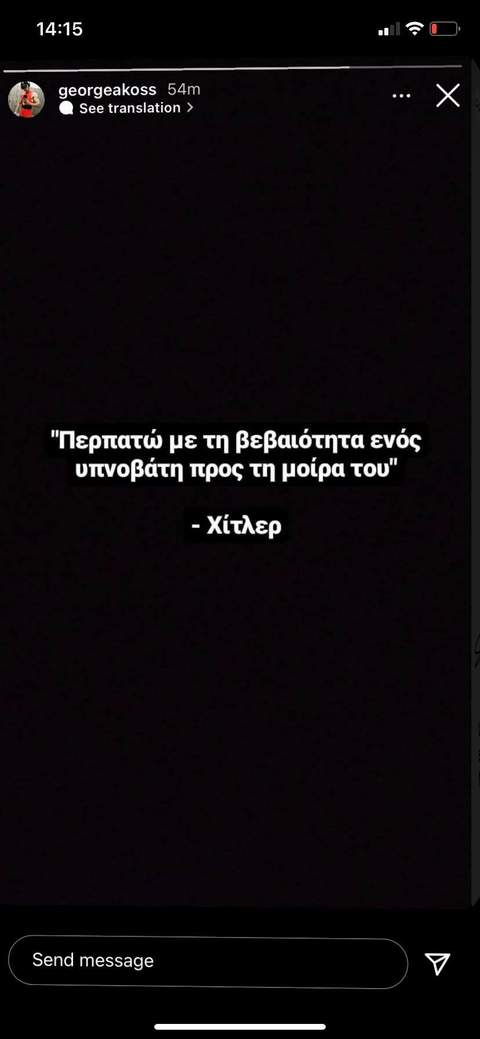 14:15
georgeakoss 54m
See translation >
"Περπατώ με τη βεβαιότητα ενός
υπνοβάτη προς τη μοίρα του"
- Χίτλερ
Send message